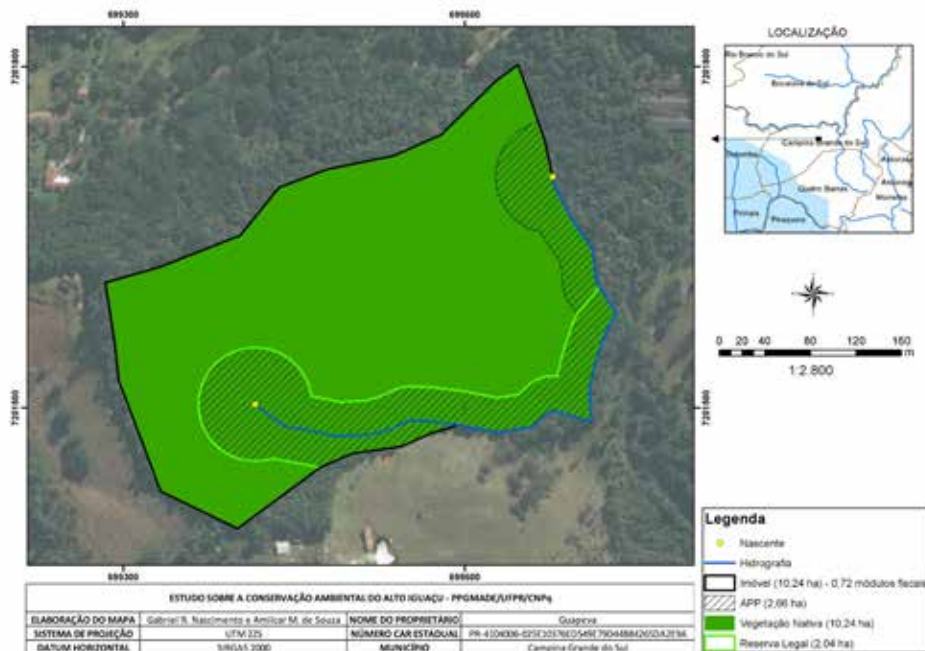 699300
699600
7201800
7201800
7201500
LOCALIZAÇÃO
Rio Branco do Sul
Bocaiuva do Sul
Campina Grande do Sul
Quatro Barras
Pinhais
Piraquara
0 20 40 80 120 160
m
1:2.800
699300
699600
Legenda
Nascente
Hidrografia
Imóvel (10,24 ha) - 0,72 módulos fiscais
APP (2,66 ha)
Vegetação Nativa (10,24 ha)
Reserva Legal (2,04 ha)
ESTUDO SOBRE A CONSERVAÇÃO AMBIENTAL DO ALTO IGUAÇU - PPGMADE/UFPR/CNPq
ELABORAÇÃO DO MAPA Gabriel R. Nascimento e Amilcar M. de Souza NOME DO PROPRIETÁRIO Guapeva
SISTEMA DE PROJEÇÃO UTM 22S NÚMERO CAR ESTADUAL
DATUM HORIZONTAL SIRGAS 2000 MUNICÍPIO Campina Grande do Sul